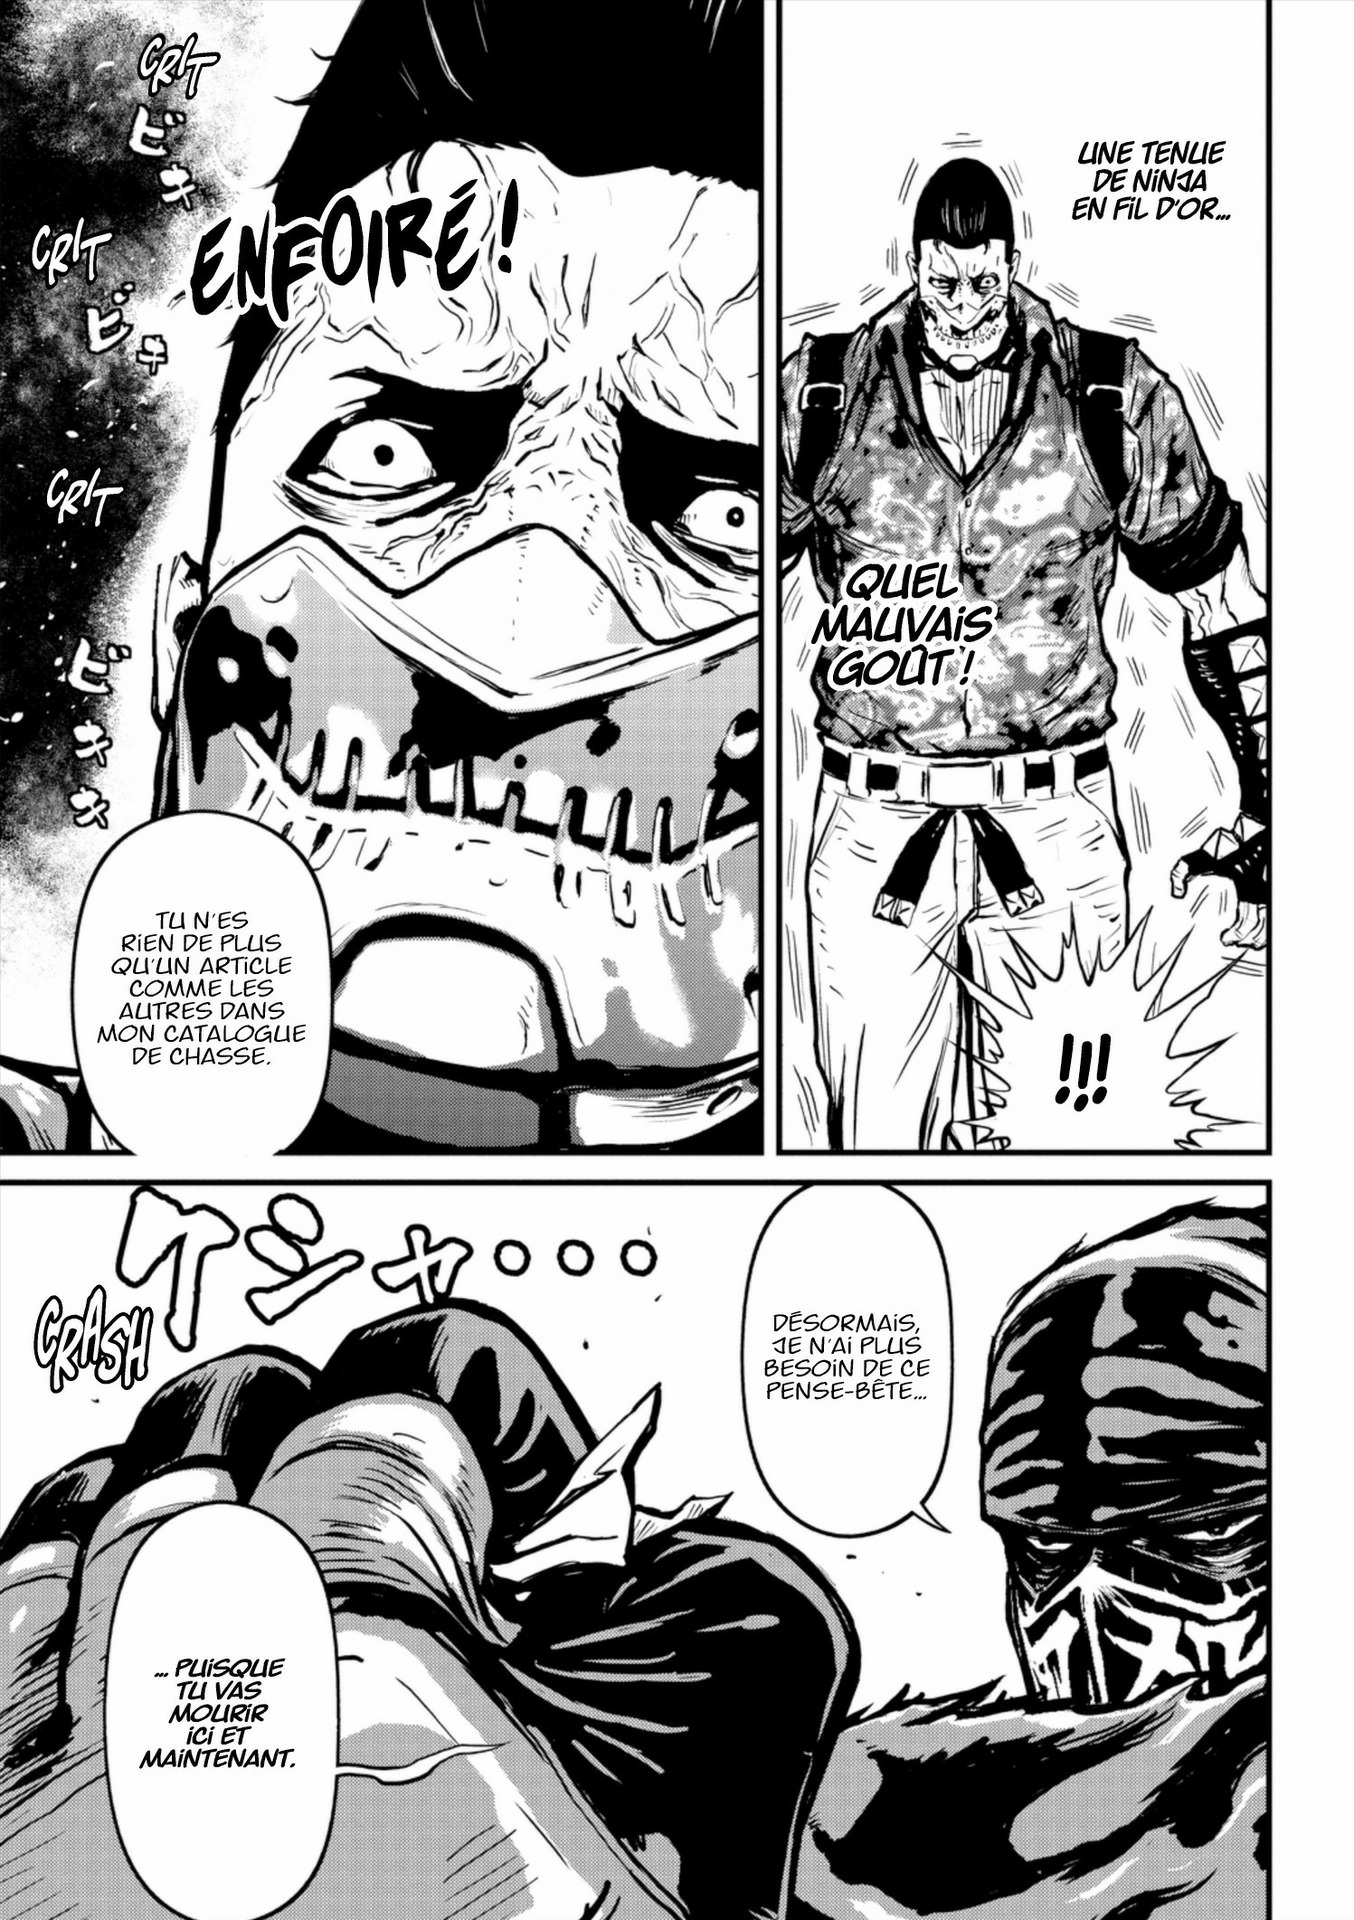 UNE TENUE
DE NINJA
EN FIL D'OR...
QUEL
MAUVAIS
GOÛT !
!!!
CRIT
ビキ
ENFOIRÉ !
CRIT
ビキ
CRIT
ビキキ
TU N'ES
RIEN DE PLUS
QU'UN ARTICLE
COMME LES
AUTRES DANS
MON CATALOGUE
DE CHASSE.
DÉSORMAIS,
JE N'AI PLUS
BESOIN DE CE
PENSE-BÊTE...
ケシャ...
CRASH
... PUISQUE
TU VAS
MOURIR
ICI ET
MAINTENANT.